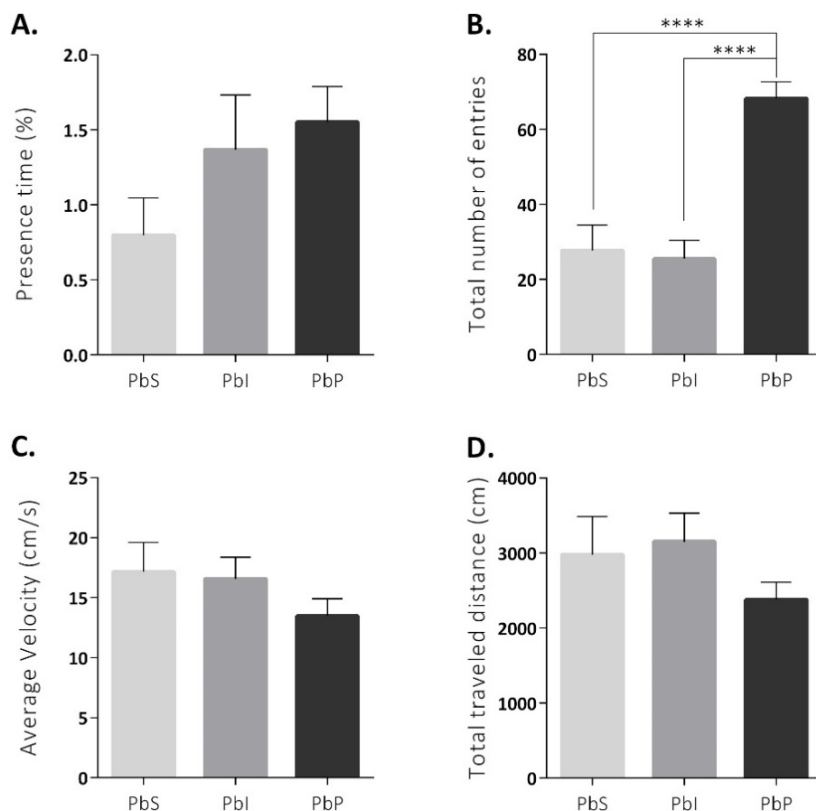 A.
Presence time (%)
2.0
1.5
1.0
0.5
0.0
PbS
PbI
PbP
B.
Total number of entries
80
60
40
20
0
****
****
PbS
PbI
PbP
C.
Average Velocity (cm/s)
25
20
15
10
5
0
PbS
PbI
PbP
D.
Total traveled distance (cm)
4000
3000
2000
1000
0
PbS
PbI
PbP